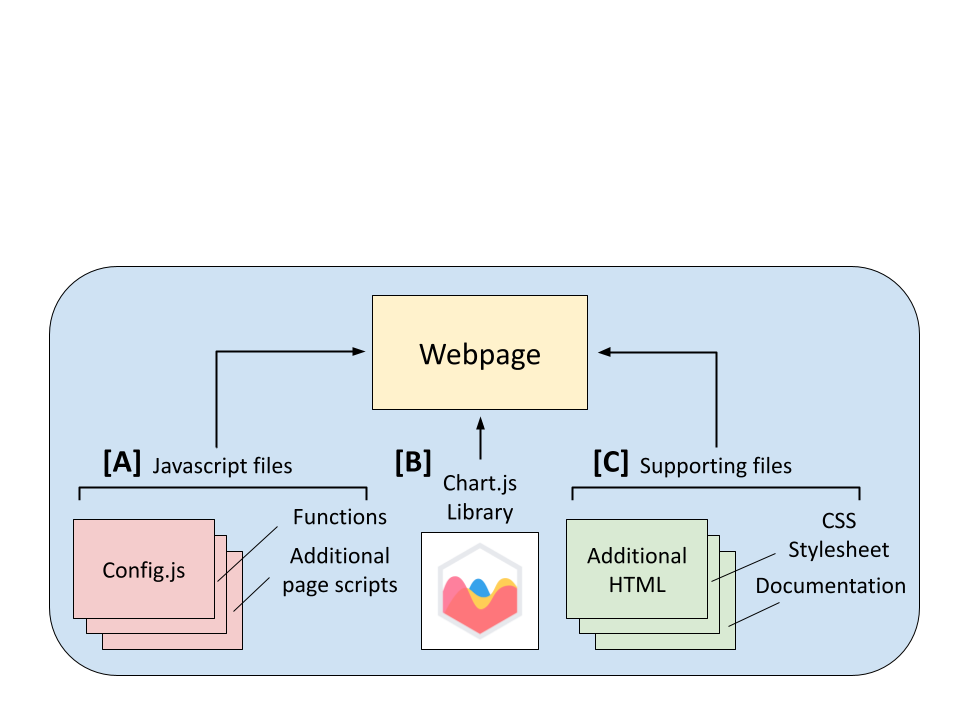 Webpage
[A] Javascript files
[B]
Chart.js
Library
[C] Supporting files
Config.js
Functions
Additional
page scripts
Additional
HTML
CSS
Stylesheet
Documentation